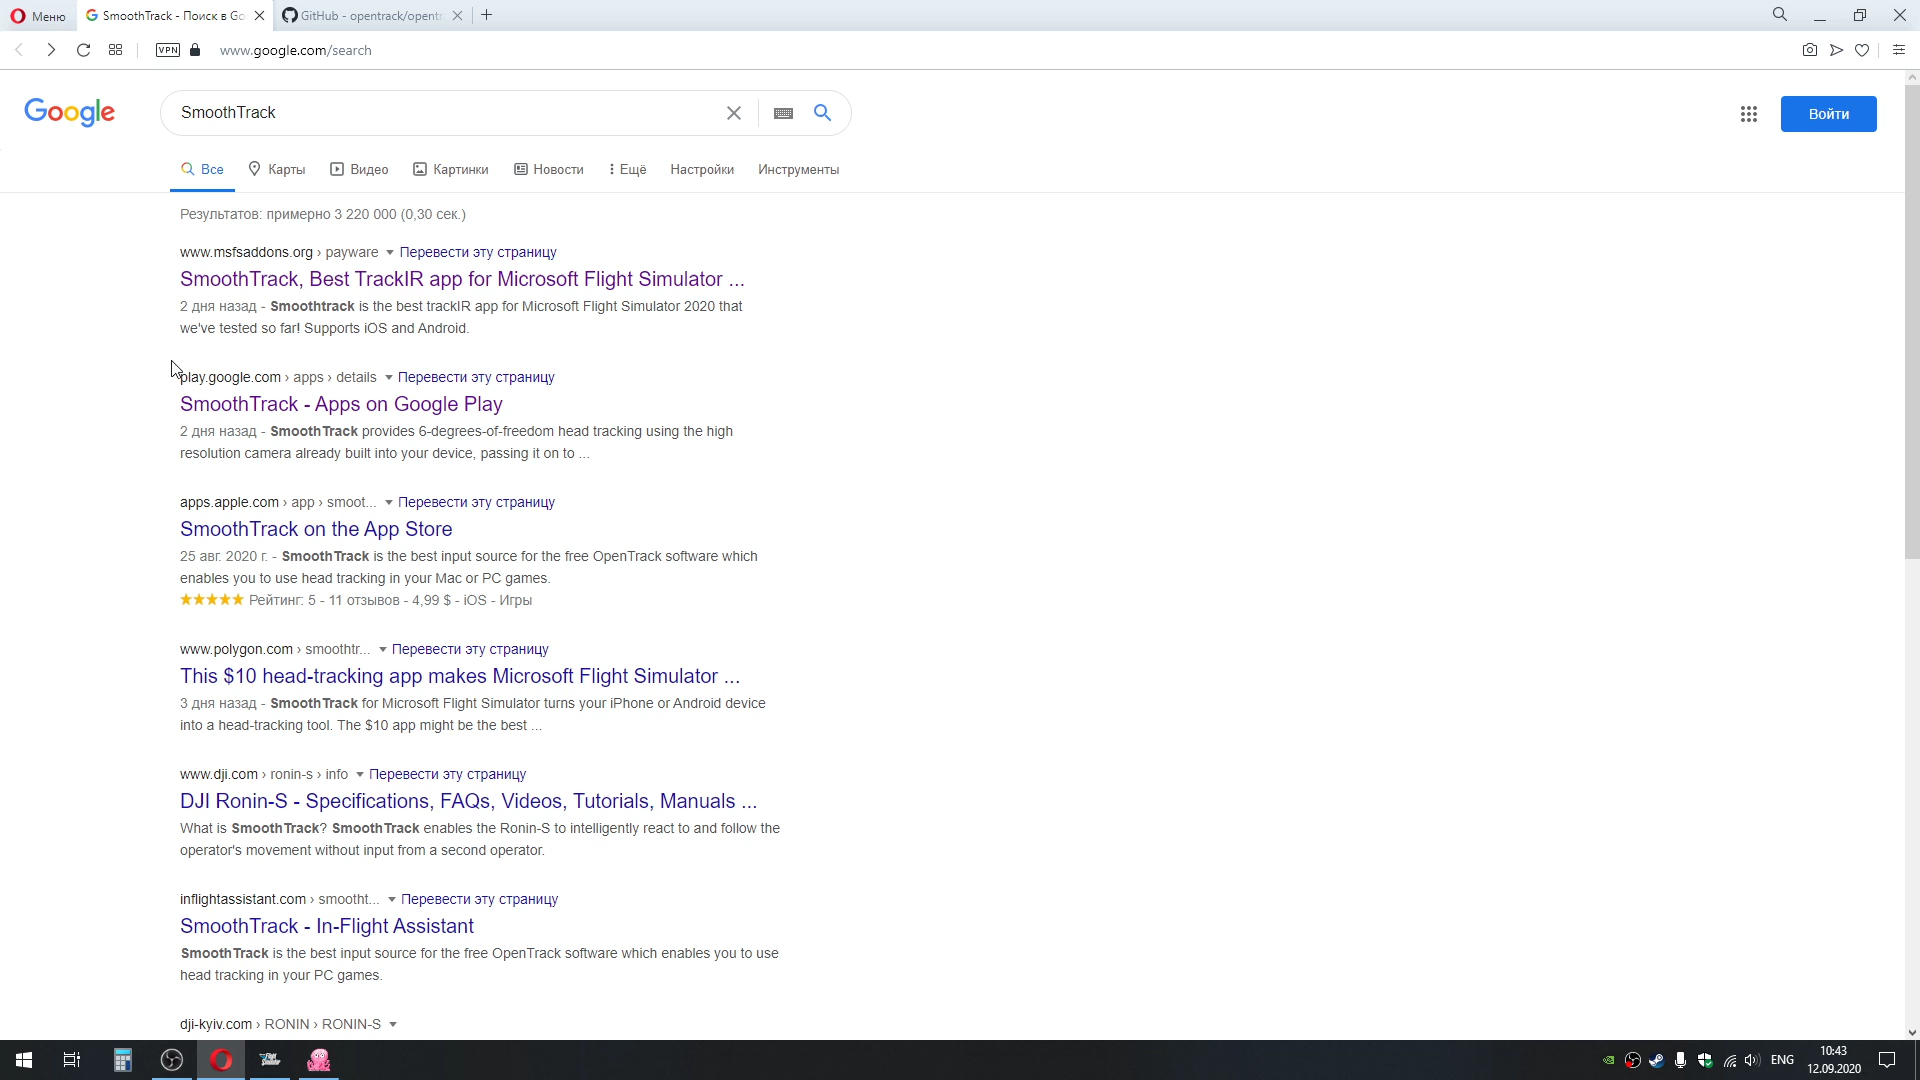 Меню
SmoothTrack - Поиск в Go
GitHub - opentrack/opentr
VPN
www.google.com/search
Google
SmoothTrack
Войти
Все
Карты
Видео
Картинки
Новости
Ещё
Настройки
Инструменты
Результатов: примерно 3 220 000 (0,30 сек.)
www.msfsaddons.org › payware Перевести эту страницу
SmoothTrack, Best TrackIR app for Microsoft Flight Simulator ...
2 дня назад - Smoothtrack is the best trackIR app for Microsoft Flight Simulator 2020 that
we've tested so far! Supports iOS and Android.
play.google.com › apps › details Перевести эту страницу
SmoothTrack - Apps on Google Play
2 дня назад - SmoothTrack provides 6-degrees-of-freedom head tracking using the high
resolution camera already built into your device, passing it on to ...
apps.apple.com › app › smoot... Перевести эту страницу
SmoothTrack on the App Store
25 авг. 2020 г. - SmoothTrack is the best input source for the free OpenTrack software which
enables you to use head tracking in your Mac or PC games.
Рейтинг: 5 - 11 отзывов - 4,99 $ - iOS - Игры
www.polygon.com › smoothtr... Перевести эту страницу
This $10 head-tracking app makes Microsoft Flight Simulator ...
3 дня назад - SmoothTrack for Microsoft Flight Simulator turns your iPhone or Android device
into a head-tracking tool. The $10 app might be the best ...
www.dji.com › ronin-s › info Перевести эту страницу
DJI Ronin-S - Specifications, FAQs, Videos, Tutorials, Manuals ...
What is SmoothTrack? SmoothTrack enables the Ronin-S to intelligently react to and follow the
operator's movement without input from a second operator.
inflightassistant.com › smootht... Перевести эту страницу
SmoothTrack - In-Flight Assistant
SmoothTrack is the best input source for the free OpenTrack software which enables you to use
head tracking in your PC games.
dji-kyiv.com › RONIN › RONIN-S
ENG
10:43
12.09.2020